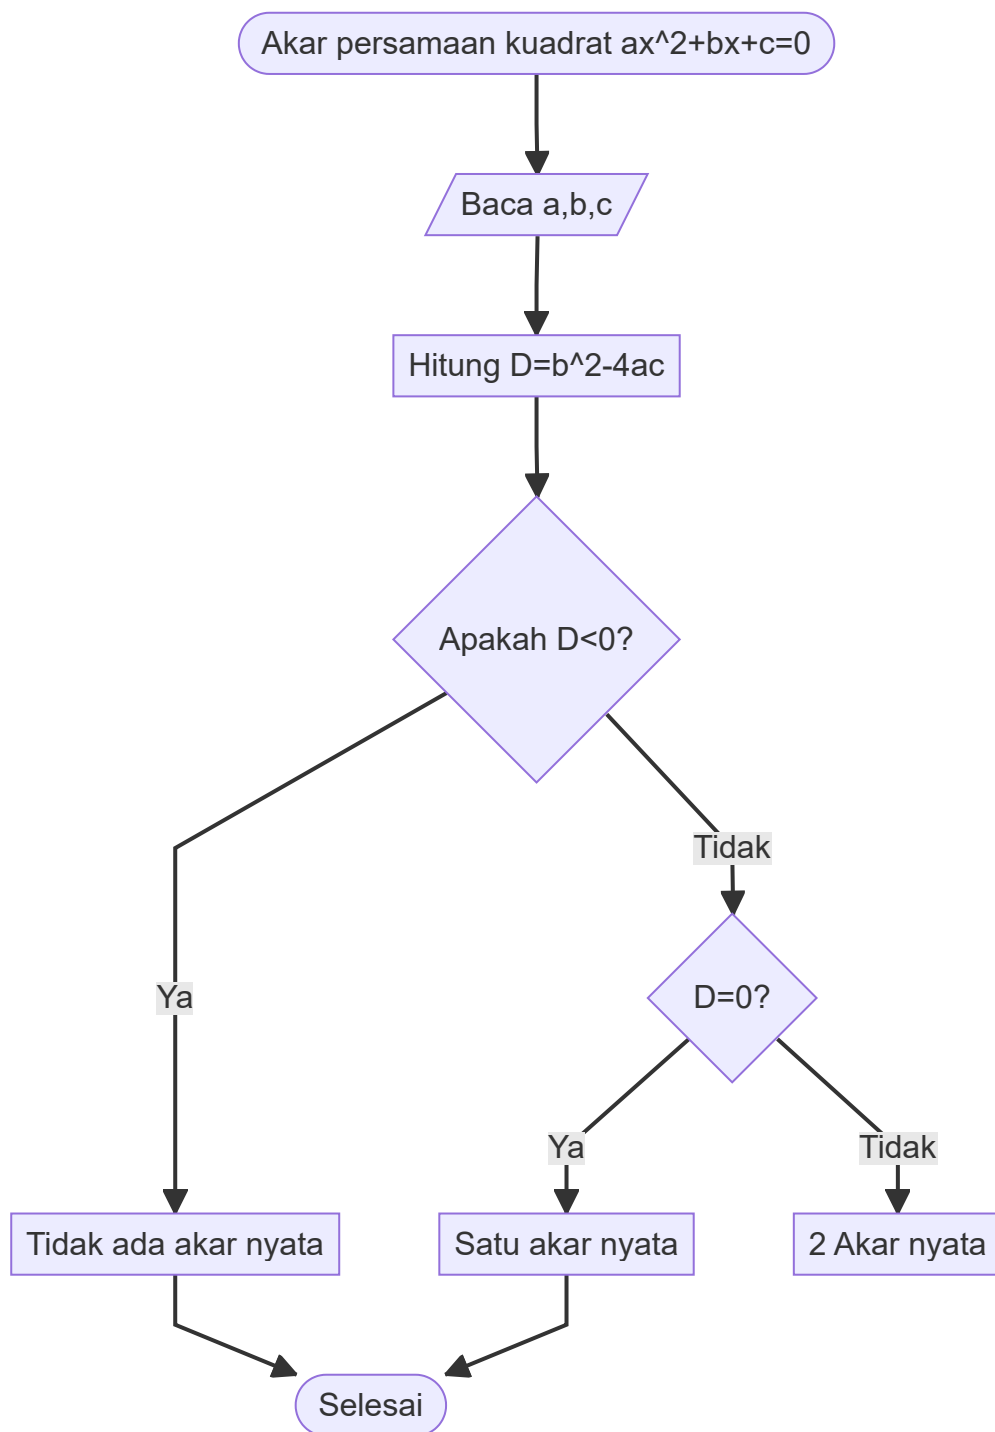 Akar persamaan kuadrat ax^2+bx+c=0
Baca a,b,c
Hitung D=b^2-4ac
Apakah D<0?
Tidak
Ya
D=0?
Ya
Tidak
Tidak ada akar nyata
Satu akar nyata
2 Akar nyata
Selesai